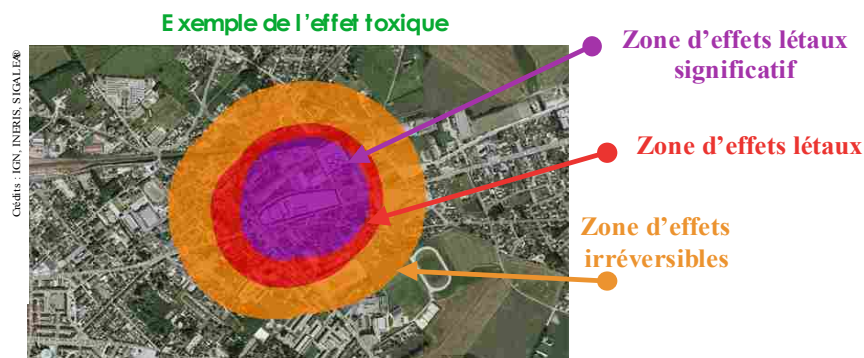 Exemple de l'effet toxique
Crédits : IGN, INERIS, SIGALEA®
Zone d'effets létaux
significatif
Zone d'effets létaux
Zone d'effets
irréversibles